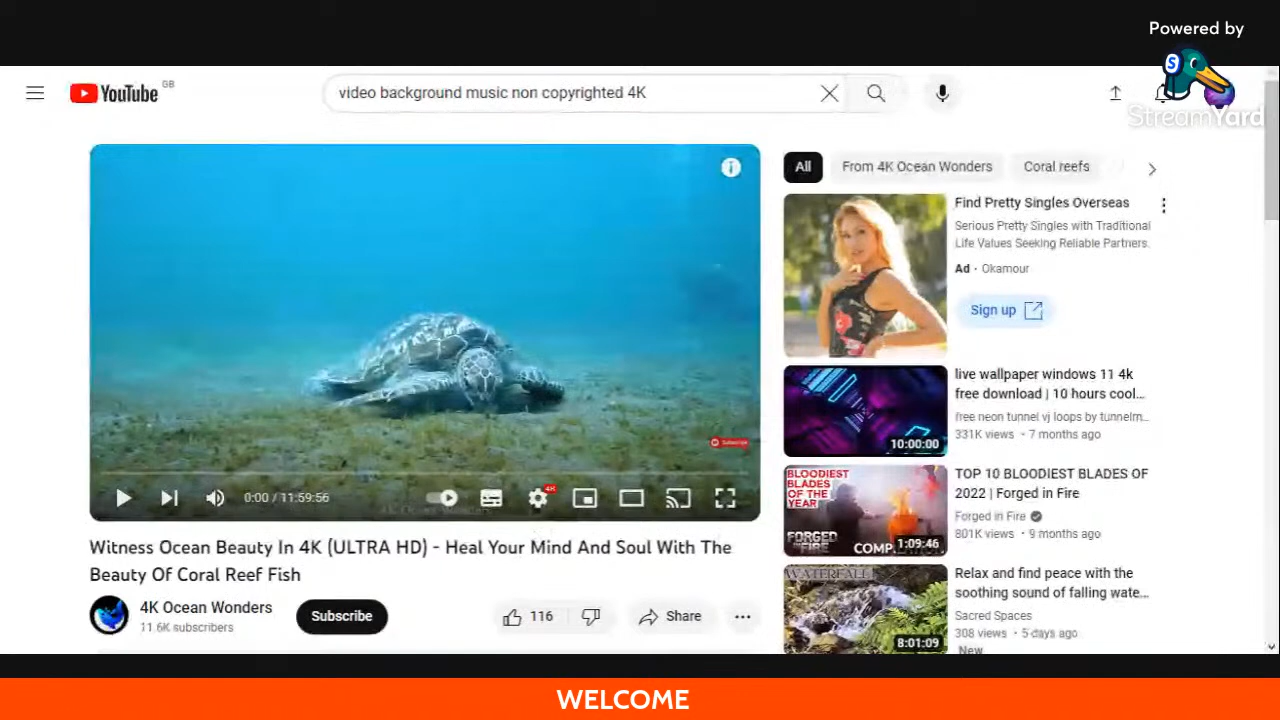 Powered by
StreamYard
YouTube GB
video background music non copyrighted 4K
All
From 4K Ocean Wonders
Coral reefs
Find Pretty Singles Overseas
Serious Pretty Singles with Traditional
Life Values Seeking Reliable Partners.
Ad · Okamour
Sign up
live wallpaper windows 11 4k
free download | 10 hours cool…
free neon tunnel vj loops by tunelm…
331K views • 7 months ago
10:00:00
BLOODIEST
BLADES
OF THE
YEAR
FORGED
IN FIRE
1:09:46
TOP 10 BLOODIEST BLADES OF
2022 | Forged in Fire
Forged in Fire
801K views • 9 months ago
WATERFALL
8:01:09
Relax and find peace with the
soothing sound of falling wate…
Sacred Spaces
308 views • 5 days ago
New
Subscribe
0:00 / 11:59:56
4K
Witness Ocean Beauty In 4K (ULTRA HD) - Heal Your Mind And Soul With The
Beauty Of Coral Reef Fish
4K Ocean Wonders
11.6K subscribers
Subscribe
116
Share
WELCOME